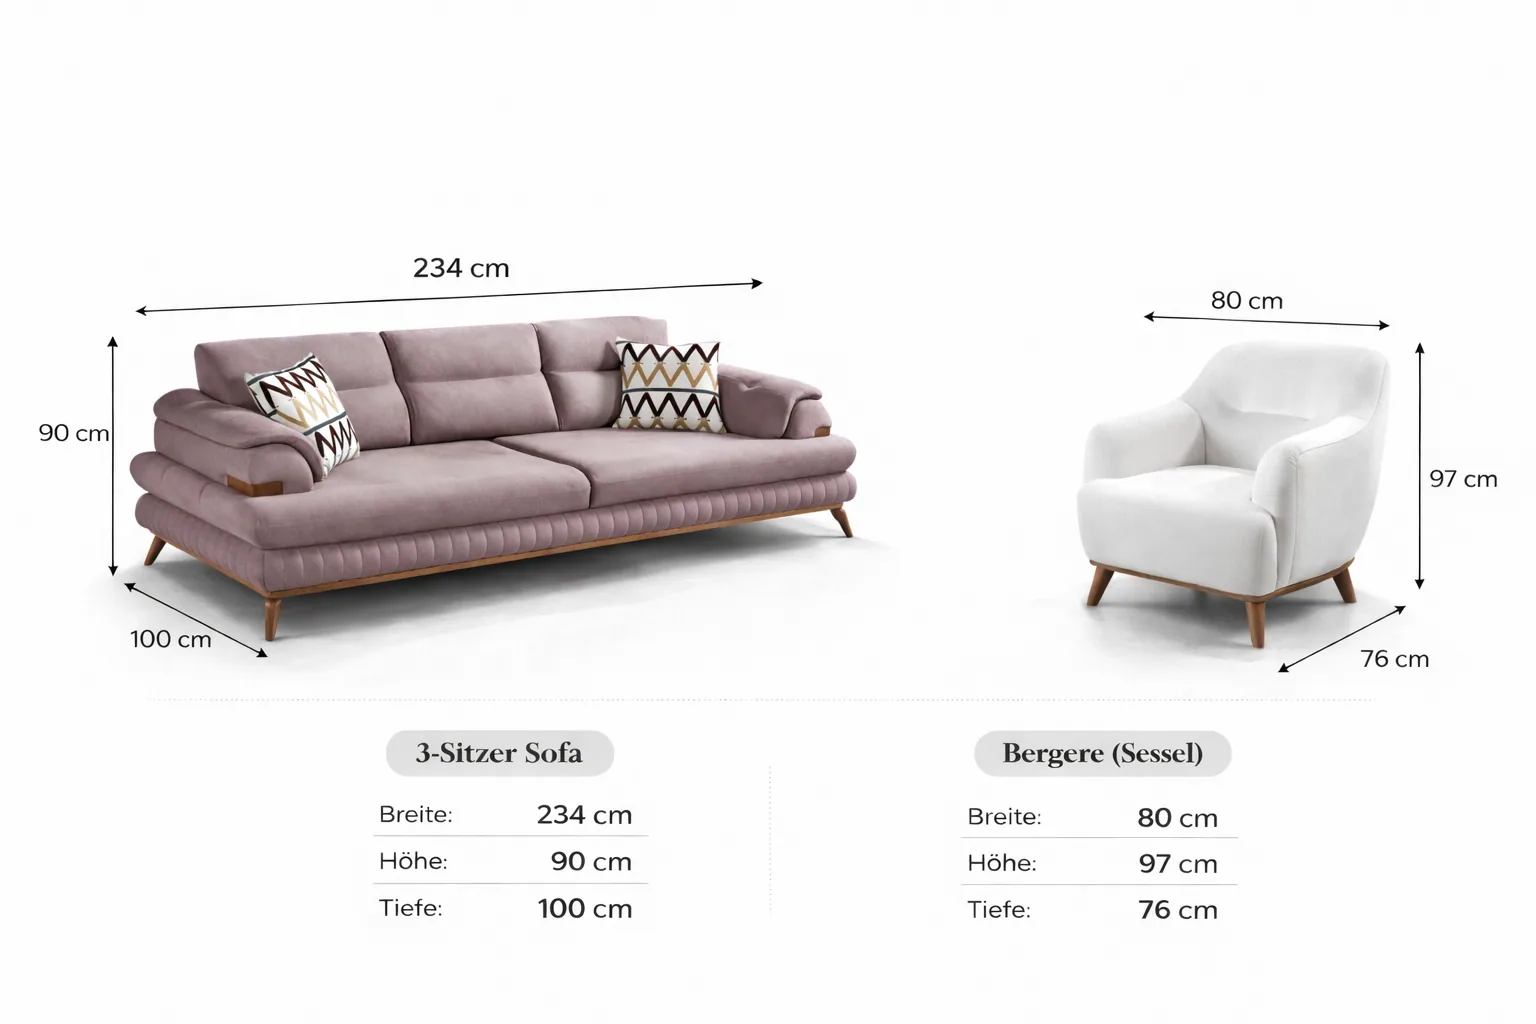 234 cm
80 cm
90 cm
97 cm
100 cm
76 cm
3-Sitzer Sofa
Breite: 234 cm
Höhe: 90 cm
Tiefe: 100 cm
Bergere (Sessel)
Breite: 80 cm
Höhe: 97 cm
Tiefe: 76 cm